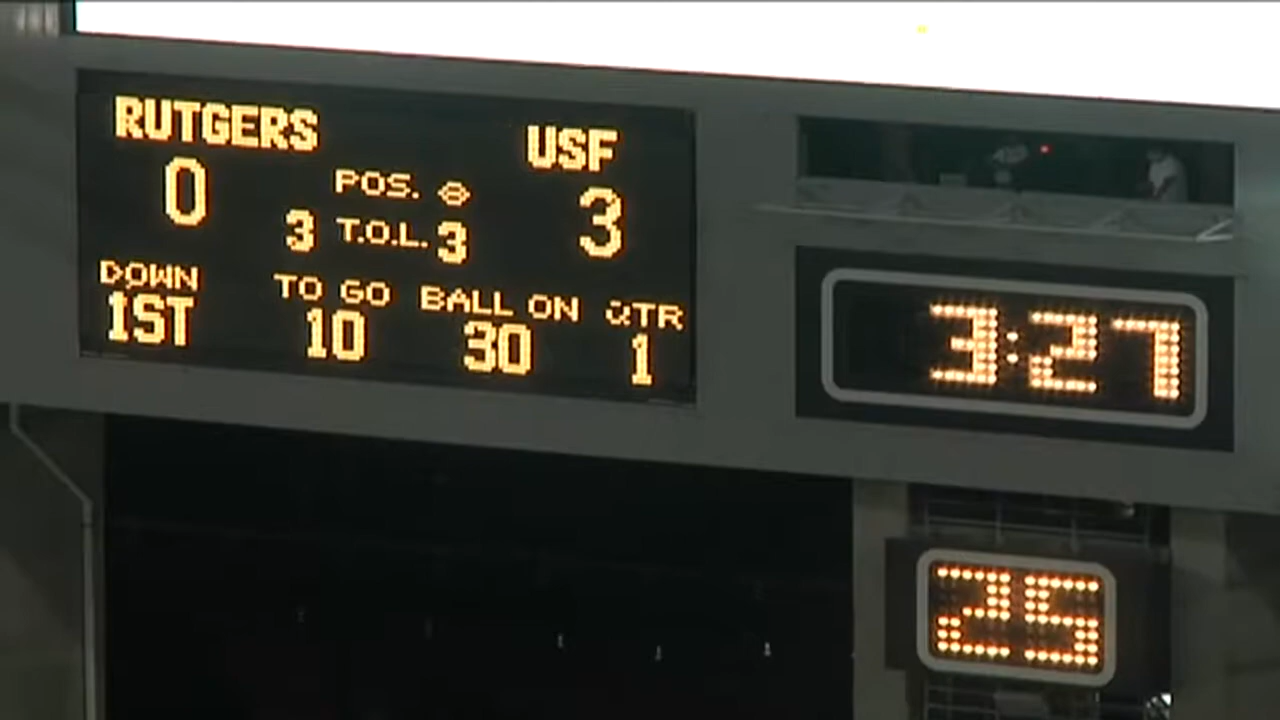 RUTGERS USF
0 POS. 3
3 T.O.L. 3
DOWN TO GO BALL ON QTR
1ST 10 30 1
3:27
25